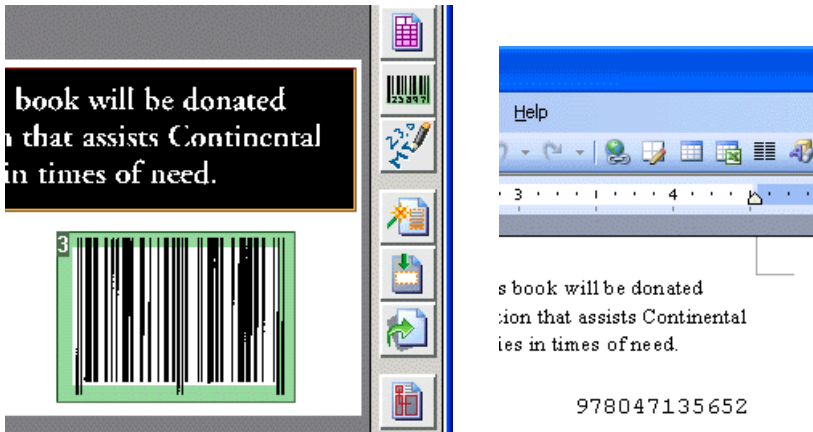 book will be donated
n that assists Continental
in times of need.
3
23897
Help
3
4
s book will be donated
tion that assists Continental
ies in times of need.
978047135652